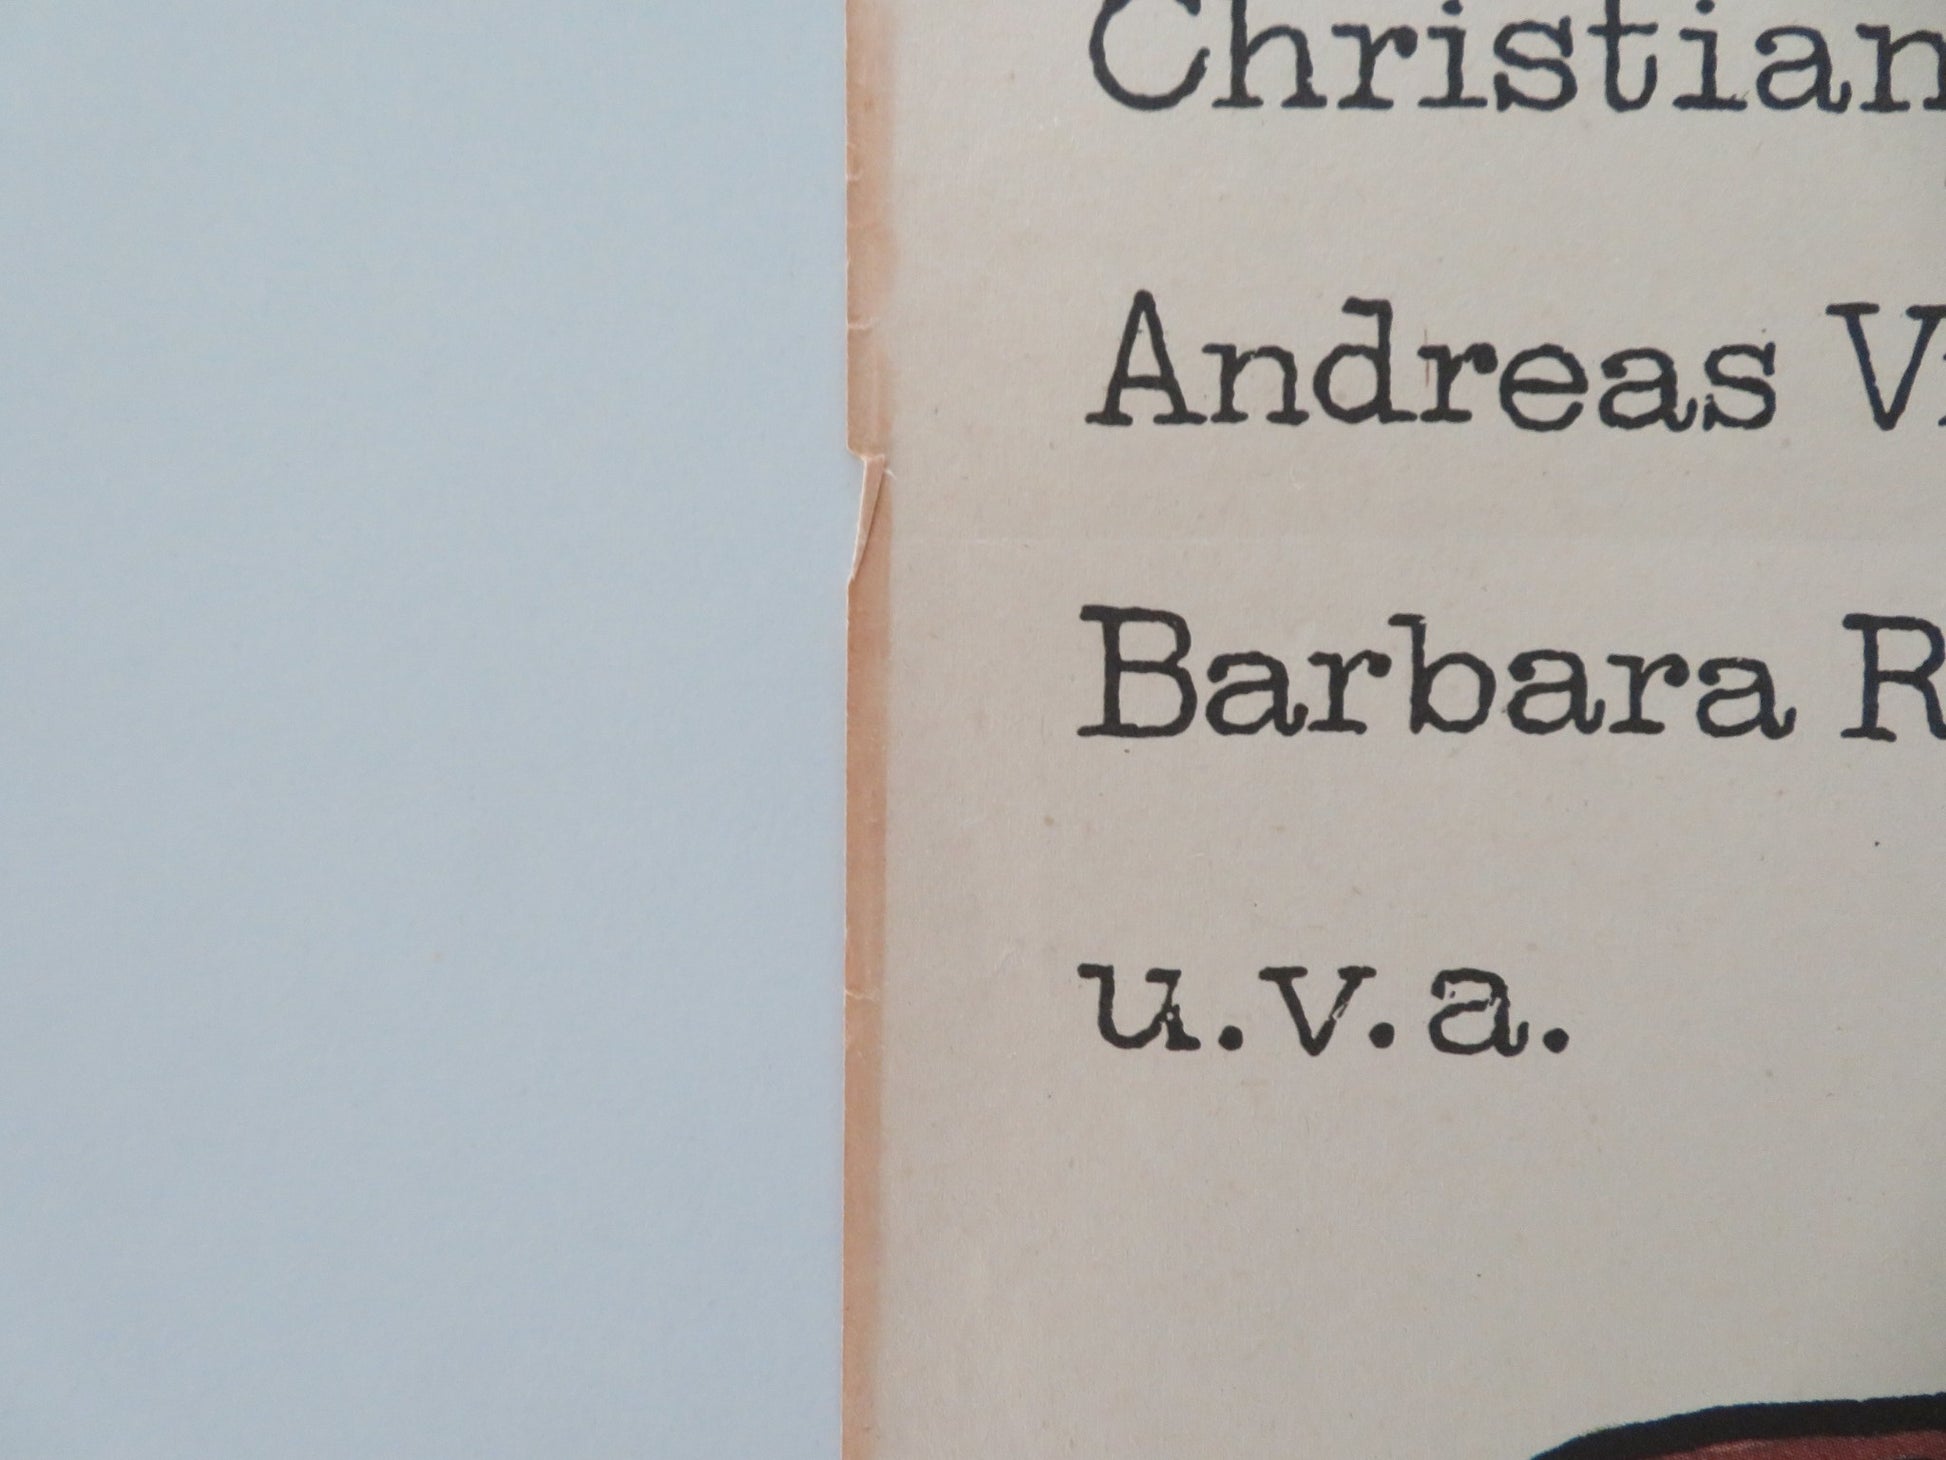 Christian
Andreas V
Barbara R
u.v.a.